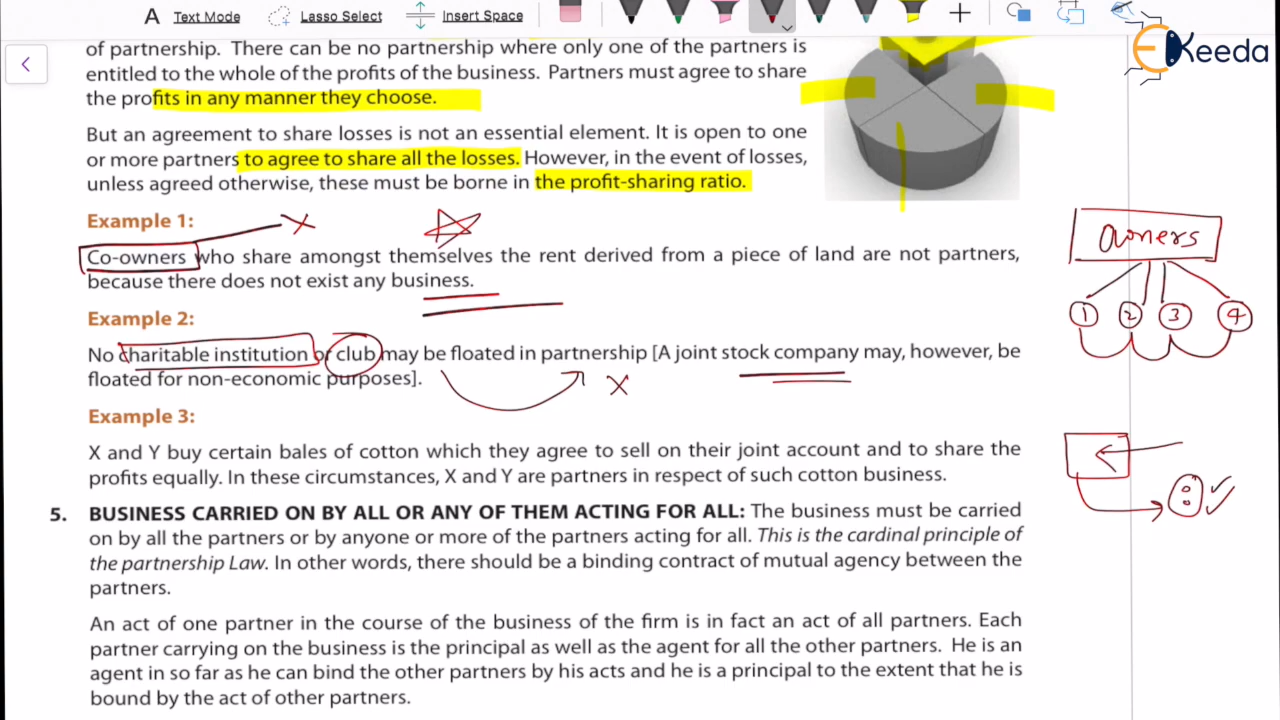 A Text Mode Lasso Select Insert Space
EKeeda
of partnership. There can be no partnership where only one of the partners is
entitled to the whole of the profits of the business. Partners must agree to share
the profits in any manner they choose.
But an agreement to share losses is not an essential element. It is open to one
or more partners to agree to share all the losses. However, in the event of losses,
unless agreed otherwise, these must be borne in the profit-sharing ratio.
Example 1:
Co-owners who share amongst themselves the rent derived from a piece of land are not partners,
because there does not exist any business.
Example 2:
No charitable institution or club may be floated in partnership [A joint stock company may, however, be
floated for non-economic purposes].
Example 3:
X and Y buy certain bales of cotton which they agree to sell on their joint account and to share the
profits equally. In these circumstances, X and Y are partners in respect of such cotton business.
5. BUSINESS CARRIED ON BY ALL OR ANY OF THEM ACTING FOR ALL: The business must be carried
on by all the partners or by anyone or more of the partners acting for all. This is the cardinal principle of
the partnership Law. In other words, there should be a binding contract of mutual agency between the
partners.
An act of one partner in the course of the business of the firm is in fact an act of all partners. Each
partner carrying on the business is the principal as well as the agent for all the other partners. He is an
agent in so far as he can bind the other partners by his acts and he is a principal to the extent that he is
bound by the act of other partners.
owners
1 2 3 4